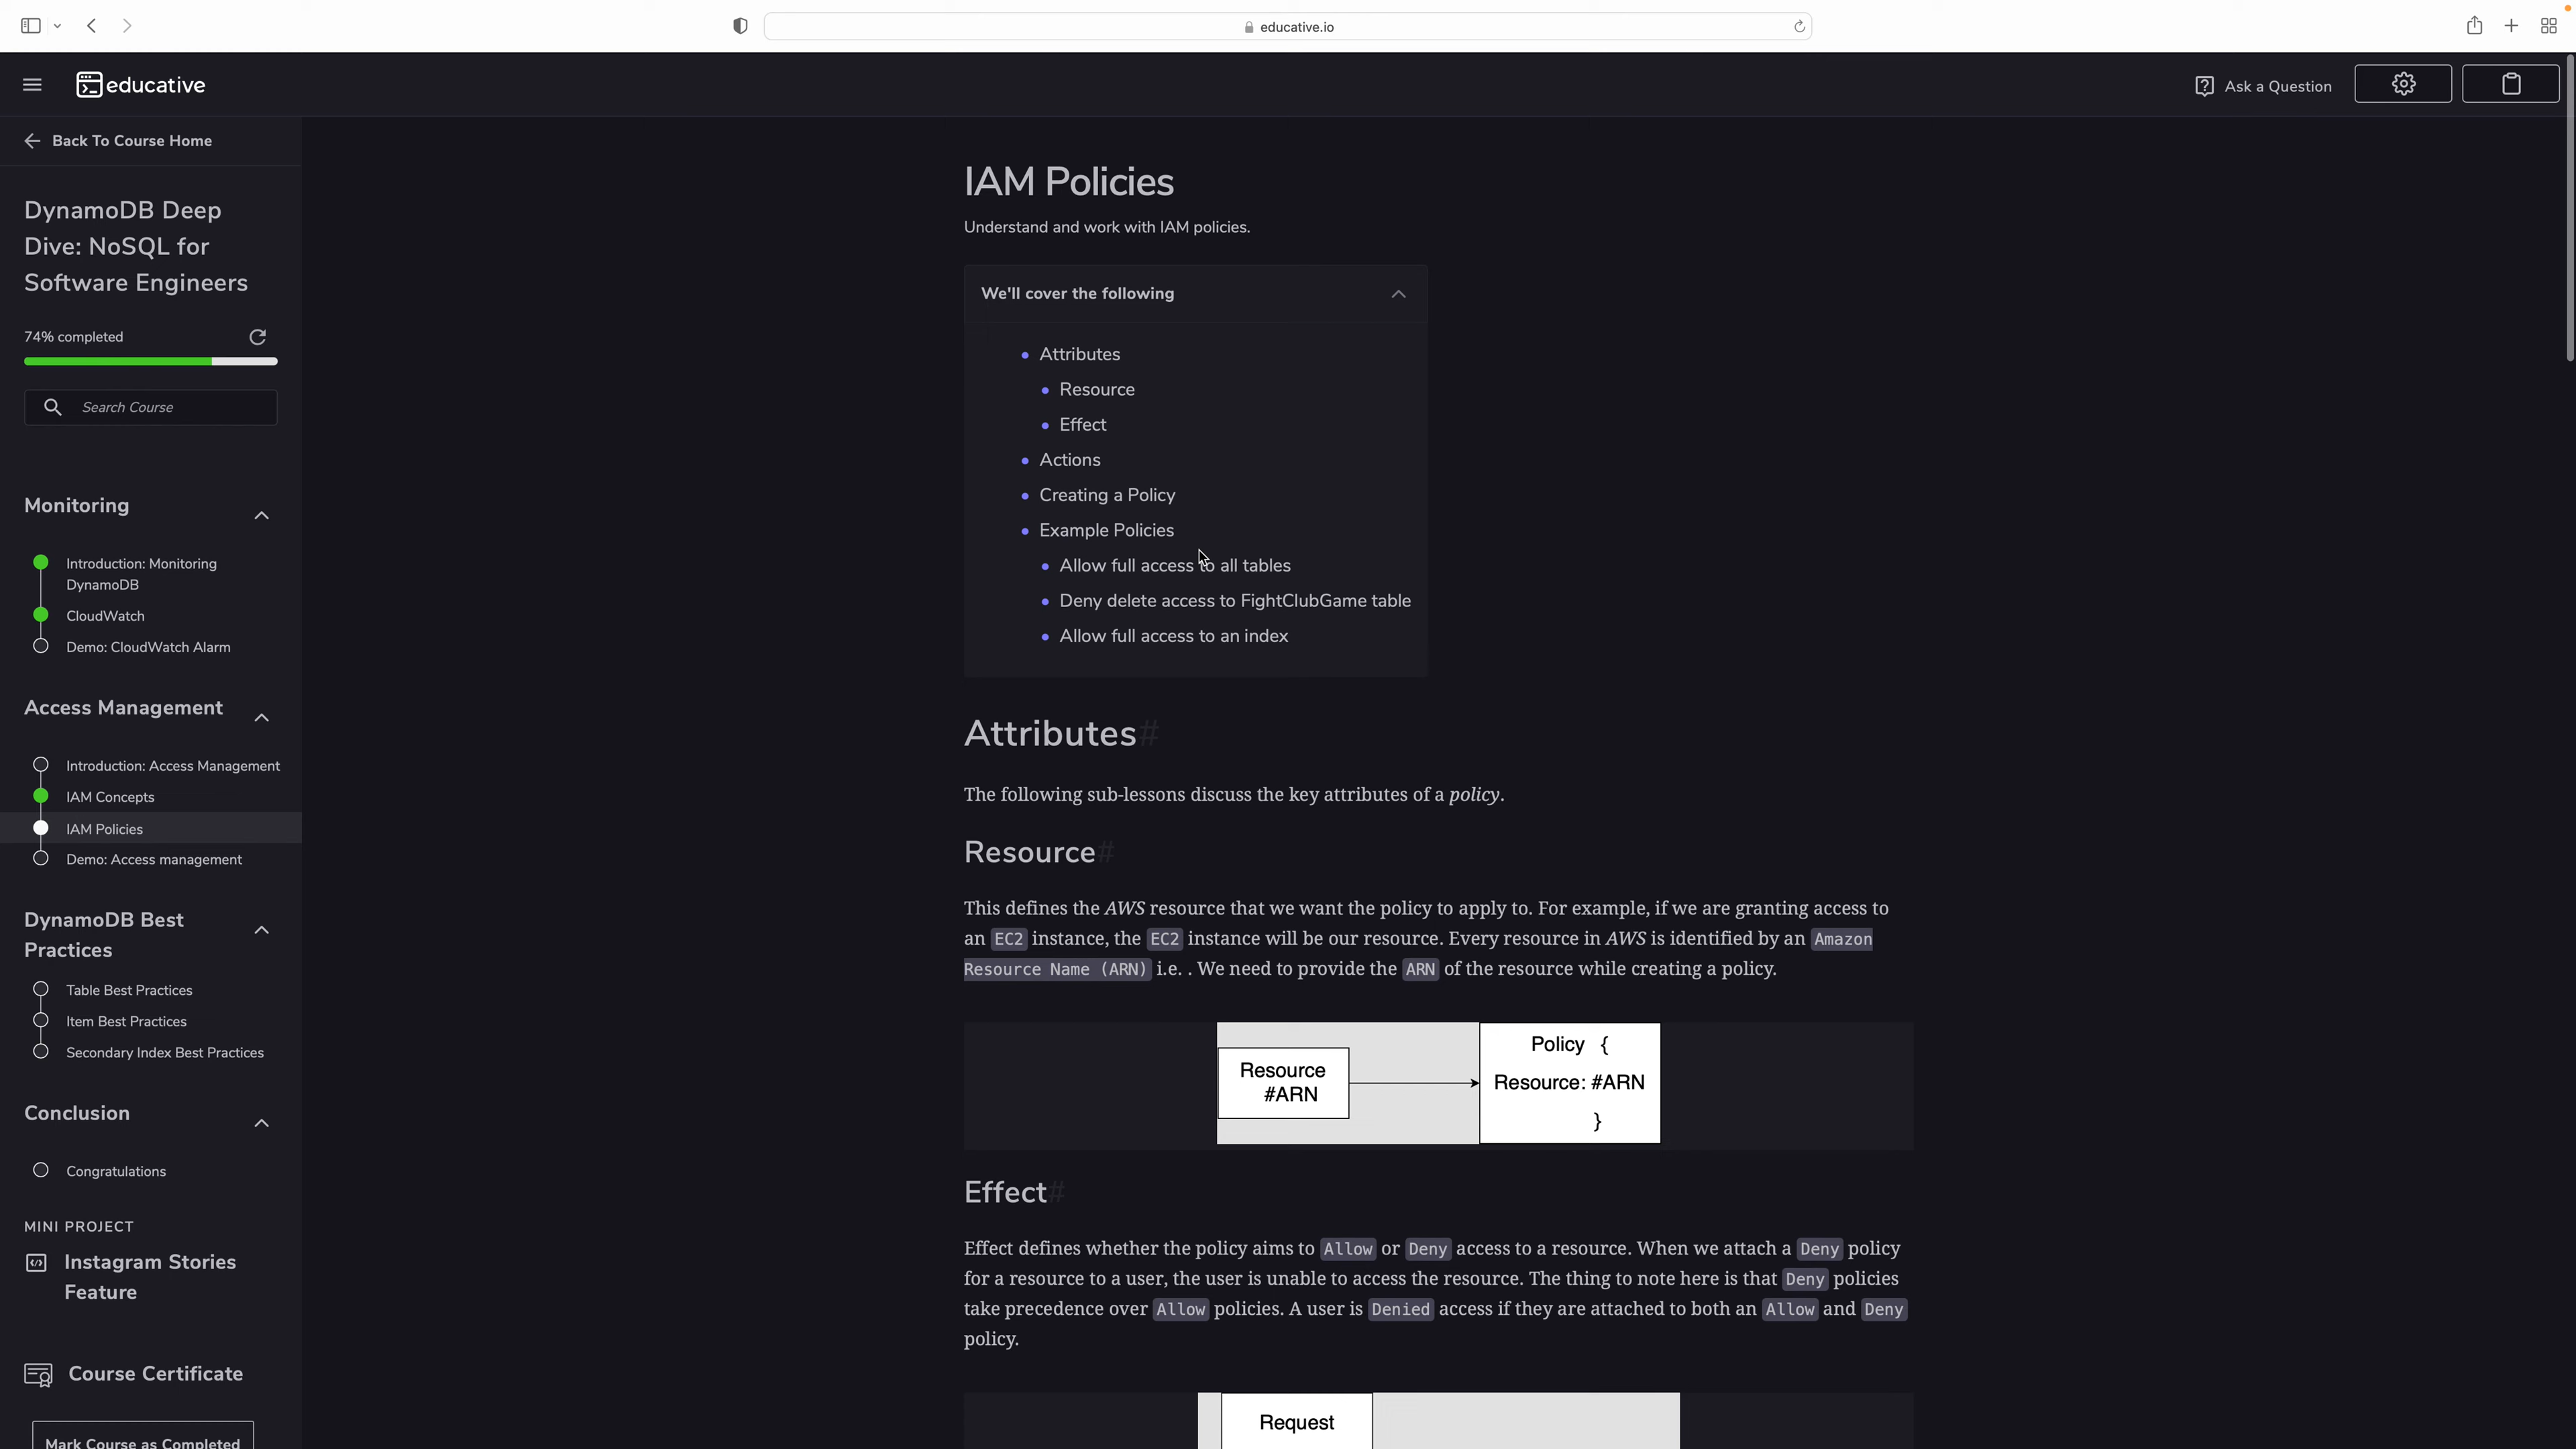 educative.io
educative
Ask a Question
Back To Course Home
DynamoDB Deep
Dive: NoSQL for
Software Engineers
74% completed
Search Course
Monitoring
Introduction: Monitoring
DynamoDB
CloudWatch
Demo: CloudWatch Alarm
Access Management
Introduction: Access Management
IAM Concepts
IAM Policies
Demo: Access management
DynamoDB Best
Practices
Table Best Practices
Item Best Practices
Secondary Index Best Practices
Conclusion
Congratulations
MINI PROJECT
Instagram Stories
Feature
Course Certificate
Mark Course as Completed
IAM Policies
Understand and work with IAM policies.
We'll cover the following
Attributes
Resource
Effect
Actions
Creating a Policy
Example Policies
Allow full access to all tables
Deny delete access to FightClubGame table
Allow full access to an index
Attributes#
The following sub-lessons discuss the key attributes of a policy.
Resource#
This defines the AWS resource that we want the policy to apply to. For example, if we are granting access to
an EC2 instance, the EC2 instance will be our resource. Every resource in AWS is identified by an Amazon
Resource Name (ARN) i.e. . We need to provide the ARN of the resource while creating a policy.
Resource
#ARN
Policy {
Resource: #ARN
}
Effect#
Effect defines whether the policy aims to Allow or Deny access to a resource. When we attach a Deny policy
for a resource to a user, the user is unable to access the resource. The thing to note here is that Deny policies
take precedence over Allow policies. A user is Denied access if they are attached to both an Allow and Deny
policy.
Request